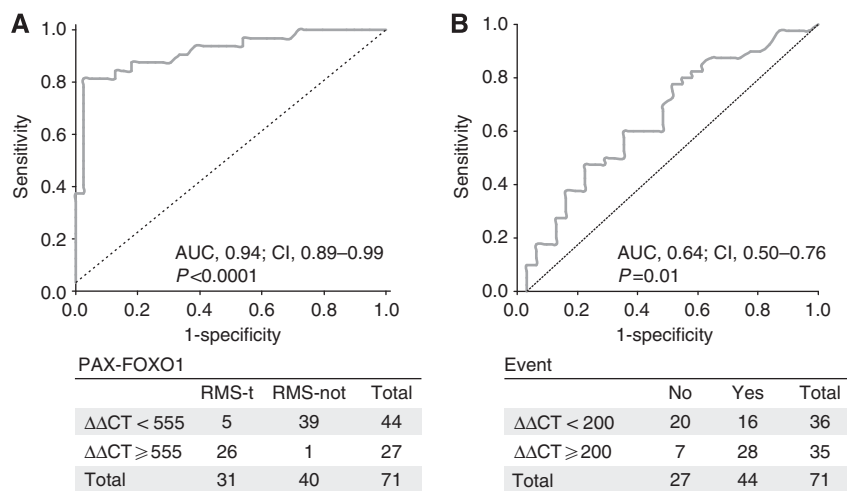 A
1.0
0.8
0.6
0.4
0.2
0.0
Sensitivity
AUC, 0.94; CI, 0.89–0.99
P<0.0001
0.0 0.2 0.4 0.6 0.8 1.0
1-specificity
PAX-FOXO1
RMS-t RMS-not Total
ΔΔCT < 555 5 39 44
ΔΔCT ⩾ 555 26 1 27
Total 31 40 71
B
1.0
0.8
0.6
0.4
0.2
0.0
Sensitivity
AUC, 0.64; CI, 0.50–0.76
P=0.01
0.0 0.2 0.4 0.6 0.8 1.0
1-specificity
Event
No Yes Total
ΔΔCT < 200 20 16 36
ΔΔCT ⩾ 200 7 28 35
Total 27 44 71